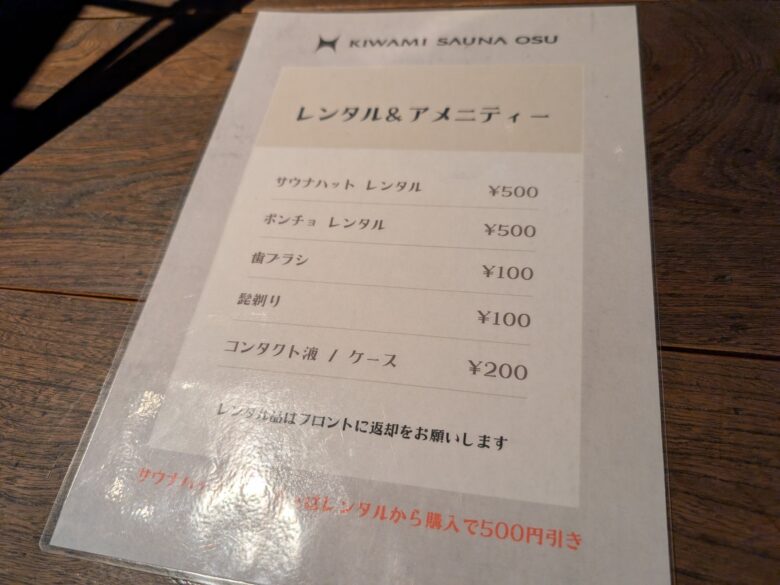 KIWAMI SAUNA OSU
レンタル&アメニティー
サウナハット レンタル ¥500
ポンチョ レンタル ¥500
歯ブラシ ¥100
髭剃り ¥100
コンタクト液 / ケース ¥200
レンタル品はフロントに返却をお願いします
サウナハ レンタルから購入で500円引き